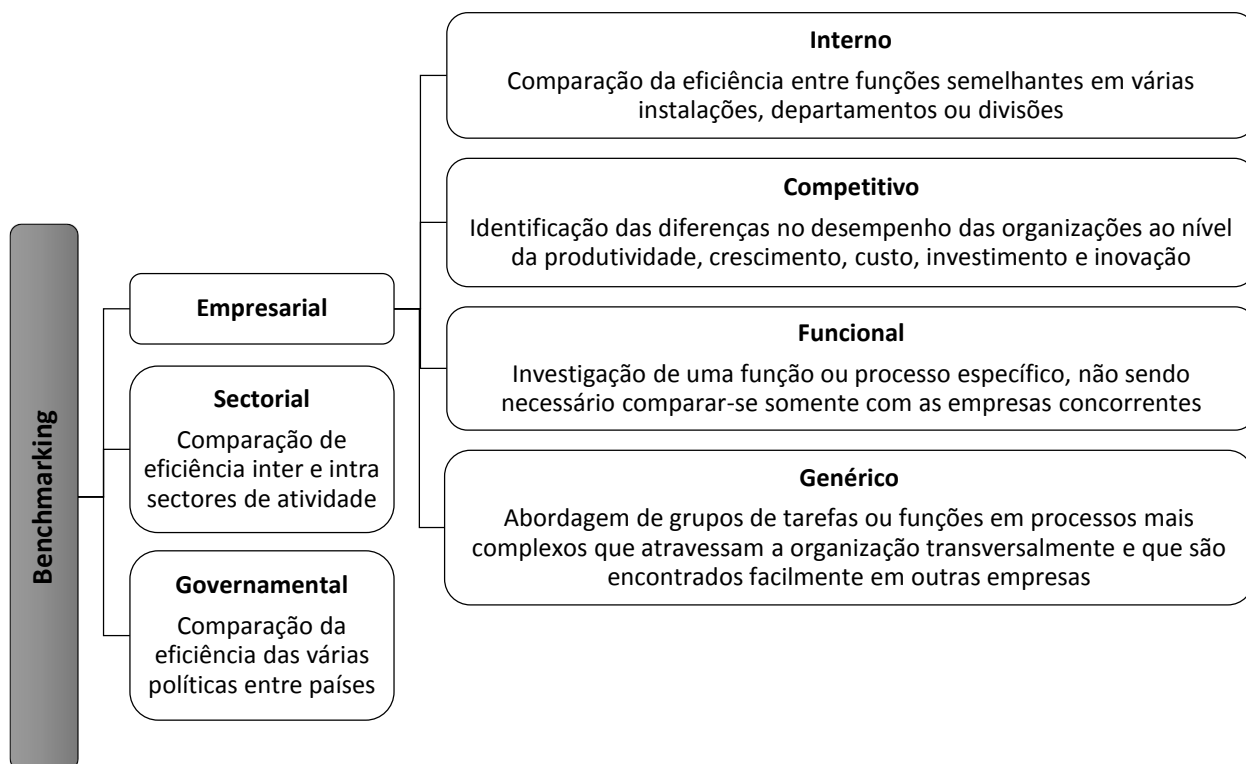 Benchmarking
Empresarial
Sectorial
Comparação de
eficiência inter e intra
sectores de atividade
Governamental
Comparação da
eficiência das várias
políticas entre países
Interno
Comparação da eficiência entre funções semelhantes em várias
instalações, departamentos ou divisões
Competitivo
Identificação das diferenças no desempenho das organizações ao nível
da produtividade, crescimento, custo, investimento e inovação
Funcional
Investigação de uma função ou processo específico, não sendo
necessário comparar-se somente com as empresas concorrentes
Genérico
Abordagem de grupos de tarefas ou funções em processos mais
complexos que atravessam a organização transversalmente e que são
encontrados facilmente em outras empresas